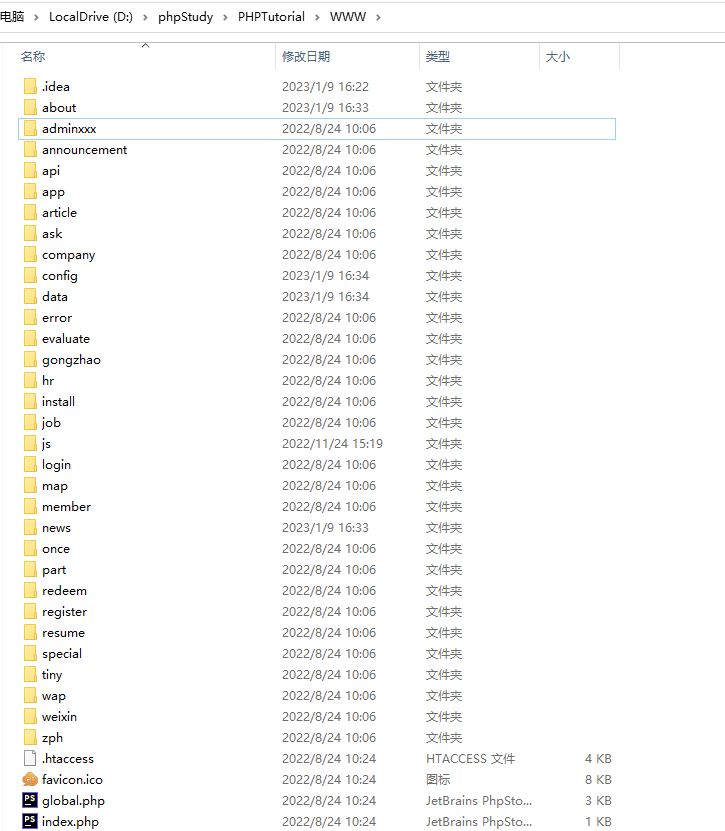 电脑 > LocalDrive (D:) > phpStudy > PHPTutorial > WWW >
名称 修改日期 类型 大小
.idea 2023/1/9 16:22 文件夹
about 2023/1/9 16:33 文件夹
adminxxx 2022/8/24 10:06 文件夹
announcement 2022/8/24 10:06 文件夹
api 2022/8/24 10:06 文件夹
app 2022/8/24 10:06 文件夹
article 2022/8/24 10:06 文件夹
ask 2022/8/24 10:06 文件夹
company 2022/8/24 10:06 文件夹
config 2023/1/9 16:34 文件夹
data 2023/1/9 16:34 文件夹
error 2022/8/24 10:06 文件夹
evaluate 2022/8/24 10:06 文件夹
gongzhao 2022/8/24 10:06 文件夹
hr 2022/8/24 10:06 文件夹
install 2022/8/24 10:06 文件夹
job 2022/8/24 10:06 文件夹
js 2022/11/24 15:19 文件夹
login 2022/8/24 10:06 文件夹
map 2022/8/24 10:06 文件夹
member 2022/8/24 10:06 文件夹
news 2023/1/9 16:33 文件夹
once 2022/8/24 10:06 文件夹
part 2022/8/24 10:06 文件夹
redeem 2022/8/24 10:06 文件夹
register 2022/8/24 10:06 文件夹
resume 2022/8/24 10:06 文件夹
special 2022/8/24 10:06 文件夹
tiny 2022/8/24 10:06 文件夹
wap 2022/8/24 10:06 文件夹
weixin 2022/8/24 10:06 文件夹
zph 2022/8/24 10:06 文件夹
.htaccess 2022/8/24 10:24 HTACCESS 文件 4 KB
favicon.ico 2022/8/24 10:24 图标 8 KB
PS global.php 2022/8/24 10:24 JetBrains PhpSto... 3 KB
PS index.php 2022/8/24 10:24 JetBrains PhpSto... 1 KB